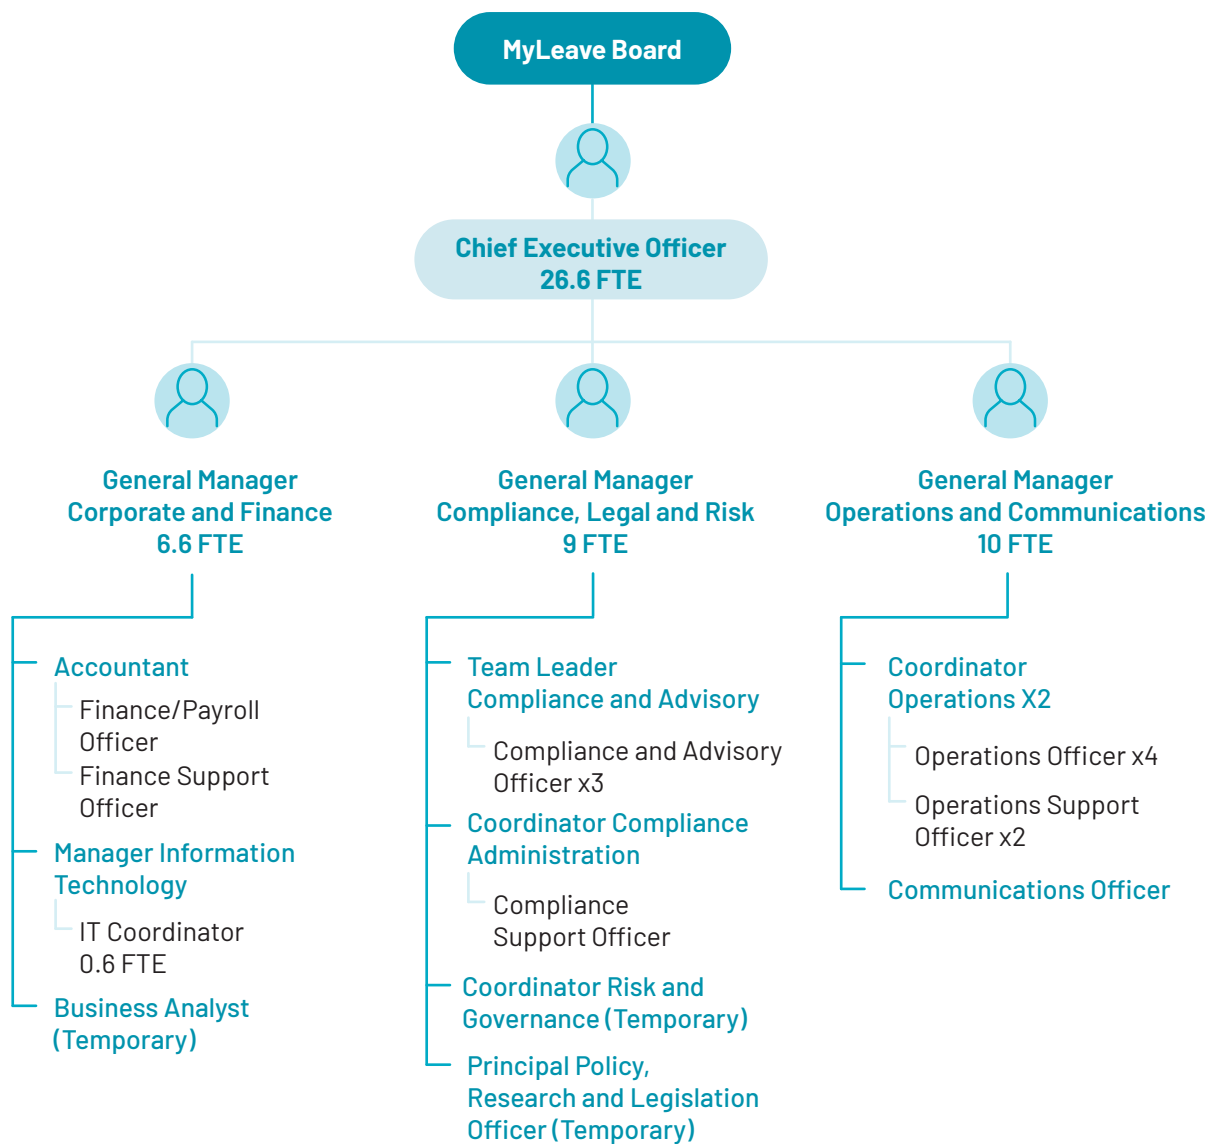 MyLeave Board
Chief Executive Officer
26.6 FTE
General Manager
Corporate and Finance
6.6 FTE
Accountant
Finance/Payroll
Officer
Finance Support
Officer
Manager Information
Technology
IT Coordinator
0.6 FTE
Business Analyst
(Temporary)
General Manager
Compliance, Legal and Risk
9 FTE
Team Leader
Compliance and Advisory
Compliance and Advisory
Officer x3
Coordinator Compliance
Administration
Compliance
Support Officer
Coordinator Risk and
Governance (Temporary)
Principal Policy,
Research and Legislation
Officer (Temporary)
General Manager
Operations and Communications
10 FTE
Coordinator
Operations X2
Operations Officer x4
Operations Support
Officer x2
Communications Officer